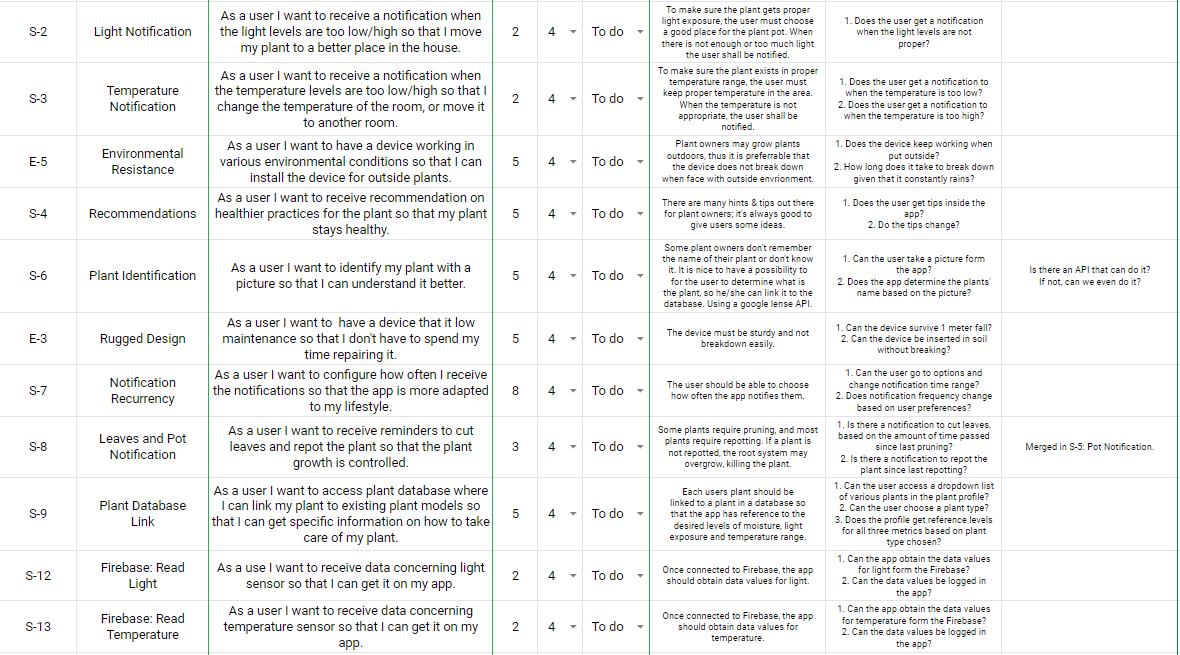 S-2
Light Notification
As a user I want to receive a notification when
the light levels are too low/high so that I move
my plant to a better place in the house.
2
4
To do
To make sure the plant gets proper
light exposure, the user must choose
a good place for the plant pot. When
there is not enough or too much light
the user shall be notified.
1. Does the user get a notification
when the light levels are not
proper?
S-3
Temperature
Notification
As a user I want to receive a notification when
the temperature levels are too low/high so that I
change the temperature of the room, or move it
to another room.
2
4
To do
To make sure the plant exists in proper
temperature range, the user must
keep proper temperature in the area.
When the temperature is not
appropriate, the user shall be
notified.
1. Does the user get a notification to
when the temperature is too low?
2. Does the user get a notification to
when the temperature is too high?
E-5
Environmental
Resistance
As a user I want to have a device working in
various environmental conditions so that I can
install the device for outside plants.
5
4
To do
Plant owners may grow plants
outdoors, thus it is preferrable that
the device does not break down
when face with outside envrionment.
1. Does the device keep working when
put outside?
2. How long does it take to break down
given that it constantly rains?
S-4
Recommendations
As a user I want to receive recommendation on
healthier practices for the plant so that my plant
stays healthy.
5
4
To do
There are many hints & tips out there
for plant owners; it's always good to
give users some ideas.
1. Does the user get tips inside the
app?
2. Do the tips change?
S-6
Plant Identification
As a user I want to identify my plant with a
picture so that I can understand it better.
5
4
To do
Some plant owners don't remember
the name of their plant or don't know
it. It is nice to have a possibility to
for the user to determine what is
the plant, so he/she can link it to the
database. Using a google lense API.
1. Can the user take a picture form
the app?
2. Does the app determine the plants'
name based on the picture?
Is there an API that can do it?
If not, can we even do it?
E-3
Rugged Design
As a user I want to  have a device that it low
maintenance so that I don't have to spend my
time repairing it.
5
4
To do
The device must be sturdy and not
breakdown easily.
1. Can the device survive 1 meter fall?
2. Can the device be inserted in soil
without breaking?
S-7
Notification
Recurrency
As a user I want to configure how often I receive
the notifications so that the app is more adapted
to my lifestyle.
8
4
To do
The user should be able to choose
how often the app notifies them.
1. Can the user go to options and
change notification time range?
2. Does notification frequency change
based on user preferences?
S-8
Leaves and Pot
Notification
As a user I want to receive reminders to cut
leaves and repot the plant so that the plant
growth is controlled.
3
4
To do
Some plants require pruning, and most
plants require repotting. If a plant is
not repotted, the root system may
overgrow, killing the plant.
1. Is there a notification to cut leaves,
based on the amount of time passed
since last pruning?
2. Is there a notification to repot the
plant since last repotting?
Merged in S-5: Pot Notification.
S-9
Plant Database
Link
As a user I want to access plant database where
I can link my plant to existing plant models so
that I can get specific information on how to take
care of my plant.
5
4
To do
Each users plant should be
linked to a plant in a database so
that the app has reference to the
desired levels of moisture, light
exposure and temperature range.
1. Can the user access a dropdown list
of various plants in the plant profile?
2. Can the user choose a plant type?
3. Does the profile get reference levels
for all three metrics based on plant
type chosen?
S-12
Firebase: Read
Light
As a use I want to receive data concerning light
sensor so that I can get it on my app.
2
4
To do
Once connected to Firebase, the app
should obtain data values for light.
1. Can the app obtain the data values
for light form the Firebase?
2. Can the data values be logged in
the app?
S-13
Firebase: Read
Temperature
As a user I want to receive data concerning
temperature sensor so that I can get it on my
app.
2
4
To do
Once connected to Firebase, the app
should obtain data values for
temperature.
1. Can the app obtain the data values
for temperature form the Firebase?
2. Can the data values be logged in
the app?